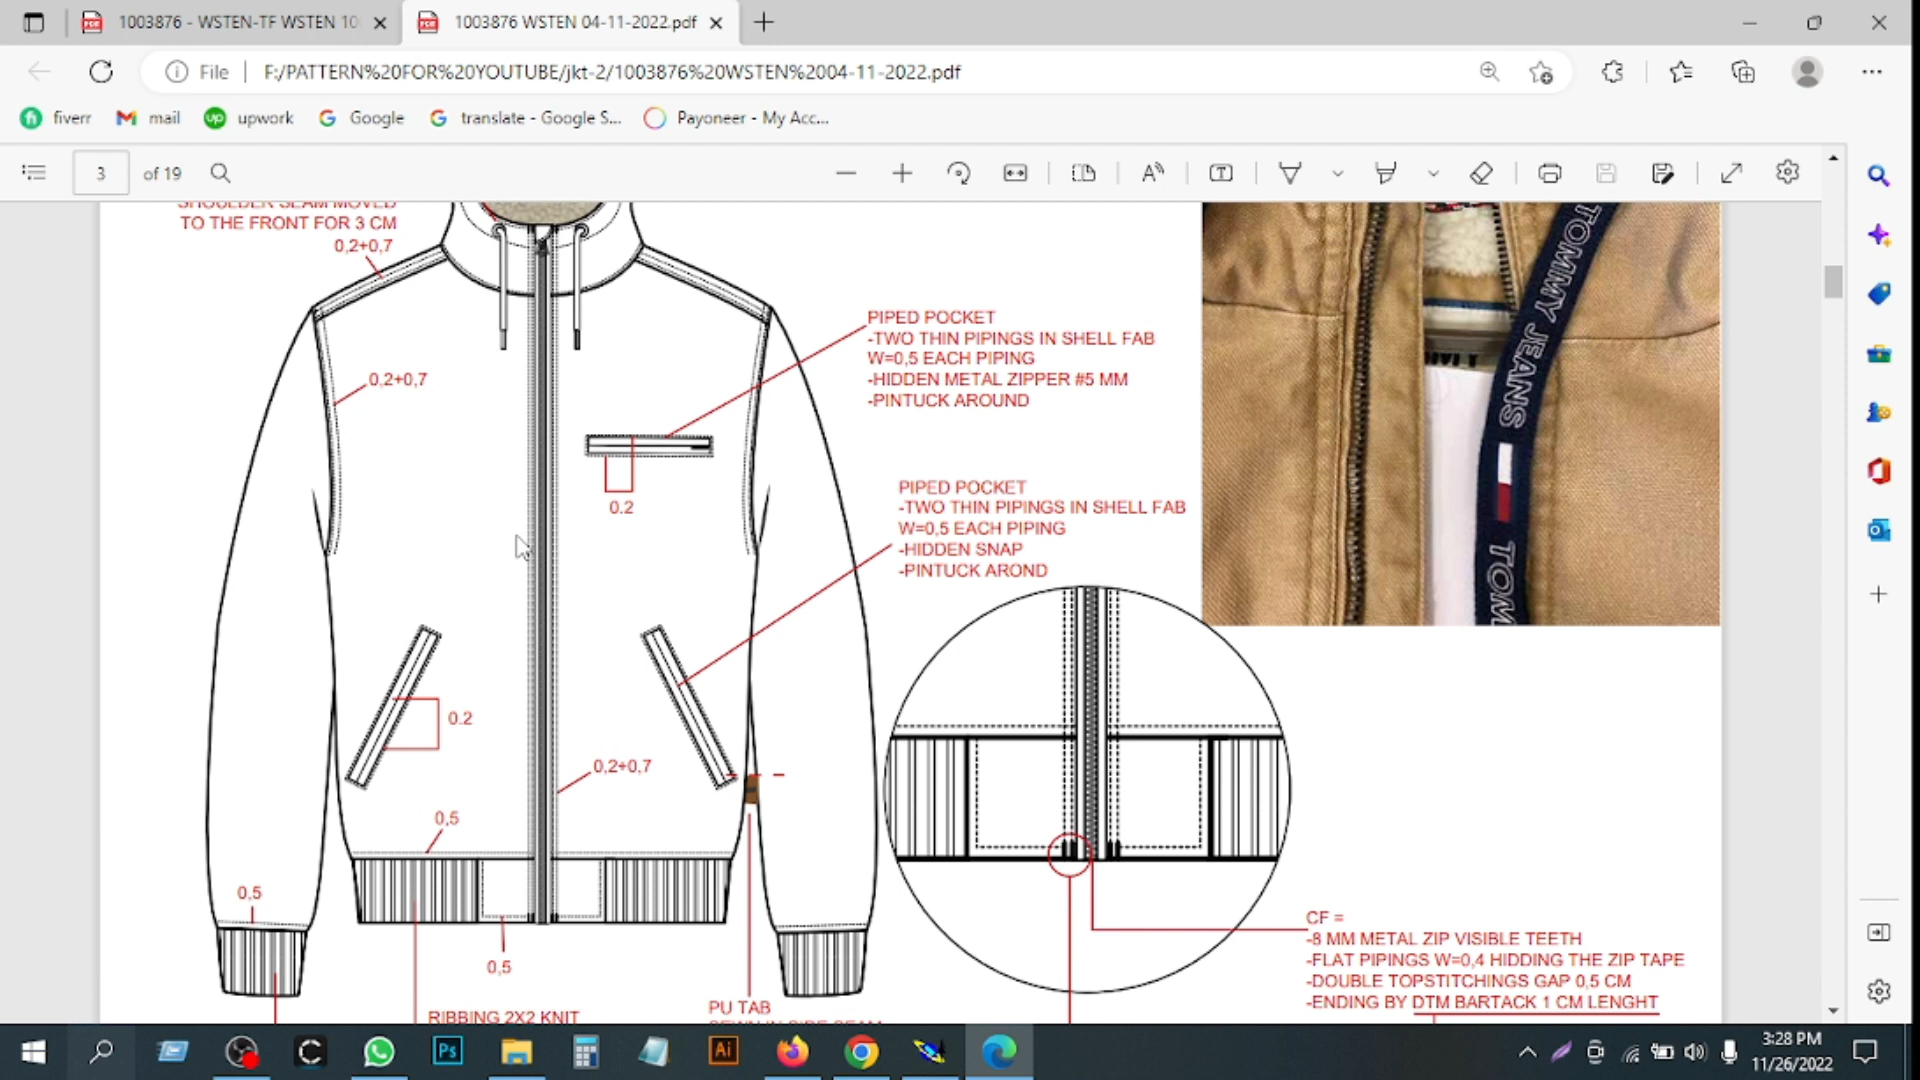 1003876 - WSTEN-TF WSTEN 10
1003876 WSTEN 04-11-2022.pdf
File
F:/PATTERN%20FOR%20YOUTUBE/jkt-2/1003876%20WSTEN%2004-11-2022.pdf
fiverr
mail
up
upwork
Google
translate - Google S...
Payoneer - My Acc...
3
of 19
SHOULDER SEAM MOVED
TO THE FRONT FOR 3 CM
0,2+0,7
0,2+0,7
PIPED POCKET
-TWO THIN PIPINGS IN SHELL FAB
W=0,5 EACH PIPING
-HIDDEN METAL ZIPPER #5 MM
-PINTUCK AROUND
0.2
PIPED POCKET
-TWO THIN PIPINGS IN SHELL FAB
W=0,5 EACH PIPING
-HIDDEN SNAP
-PINTUCK AROND
TOMMY JEANS
TOM
0.2
0,2+0,7
0,5
0,5
0,5
CF =
-8 MM METAL ZIP VISIBLE TEETH
-FLAT PIPINGS W=0,4 HIDDING THE ZIP TAPE
-DOUBLE TOPSTITCHINGS GAP 0,5 CM
-ENDING BY DTM BARTACK 1 CM LENGHT
PU TAB
RIBBING 2X2 KNIT
Ps
Ai
3:28 PM
11/26/2022